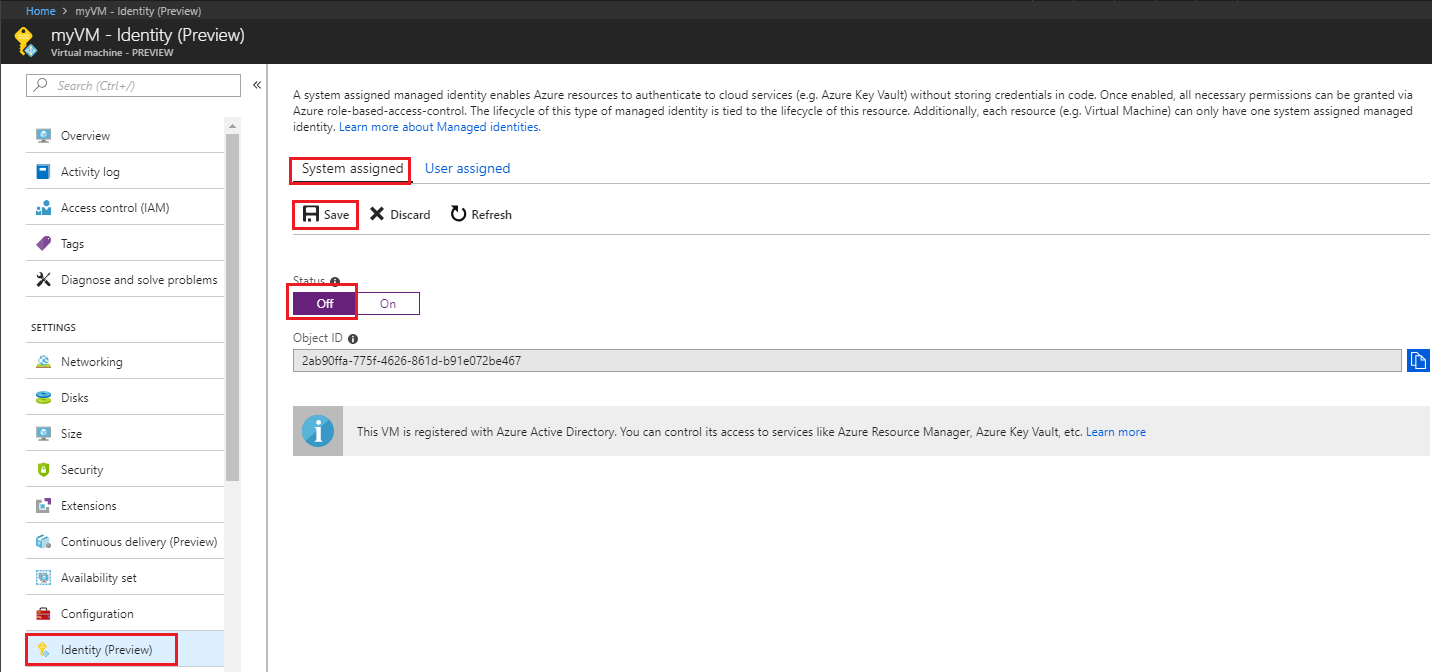 Home > myVM - Identity (Preview)
myVM - Identity (Preview)
Virtual machine - PREVIEW
Search (Ctrl+/)
«
Overview
Activity log
Access control (IAM)
Tags
Diagnose and solve problems
SETTINGS
Networking
Disks
Size
Security
Extensions
Continuous delivery (Preview)
Availability set
Configuration
Identity (Preview)
A system assigned managed identity enables Azure resources to authenticate to cloud services (e.g. Azure Key Vault) without storing credentials in code. Once enabled, all necessary permissions can be granted via
Azure role-based-access-control. The lifecycle of this type of managed identity is tied to the lifecycle of this resource. Additionally, each resource (e.g. Virtual Machine) can only have one system assigned managed
identity. Learn more about Managed identities.
System assigned User assigned
Save Discard Refresh
Status
Off On
Object ID
2ab90ffa-775f-4626-861d-b91e072be467
This VM is registered with Azure Active Directory. You can control its access to services like Azure Resource Manager, Azure Key Vault, etc. Learn more